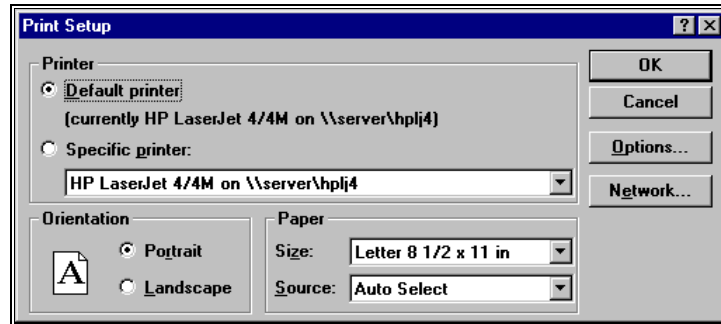 Print Setup
Printer
OK
Default printer
(currently HP LaserJet 4/4M on \\server\hplj4)
Cancel
Specific printer:
Options...
HP LaserJet 4/4M on \\server\hplj4
Network...
Orientation
Paper
A
Portrait
Size: Letter 8 1/2 x 11 in
Landscape
Source: Auto Select